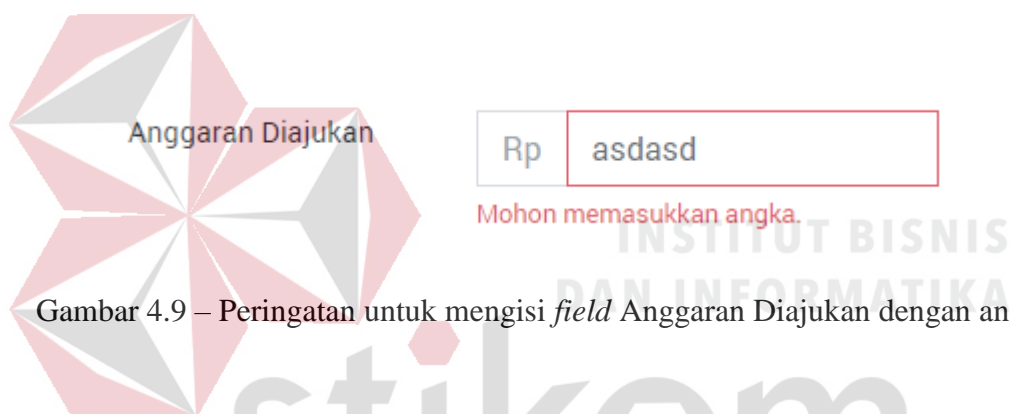 Anggaran Diajukan
Rp asdasd
Mohon memasukkan angka.
INSTITUT BISNIS
DAN INFORMATIKA
Gambar 4.9 – Peringatan untuk mengisi field Anggaran Diajukan dengan an
stikom